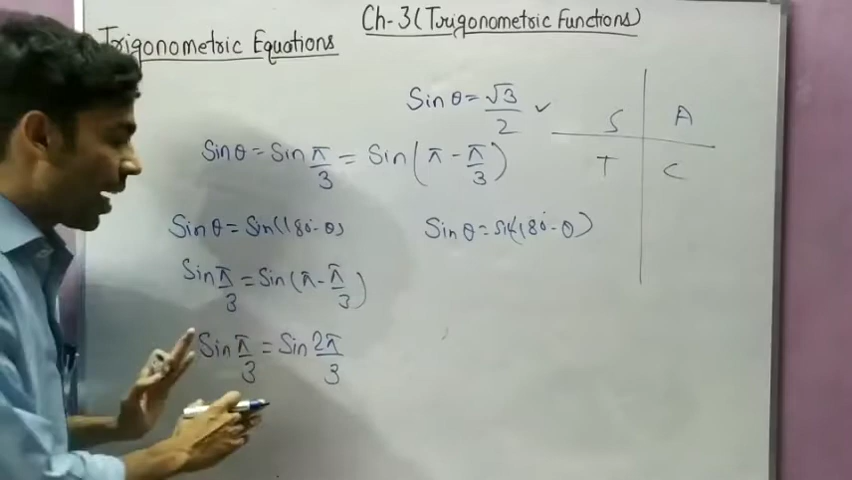 Ch-3 (Trigonometric Functions)
Trigonometric Equations
Sin θ = √3/2 ✓
S A
T C
Sin θ = Sin π/3 = Sin (π - π/3)
Sin θ = Sin(180° - θ) Sin θ = Sin(180° - θ)
Sin π/3 = Sin (π - π/3)
Sin π/3 = Sin 2π/3